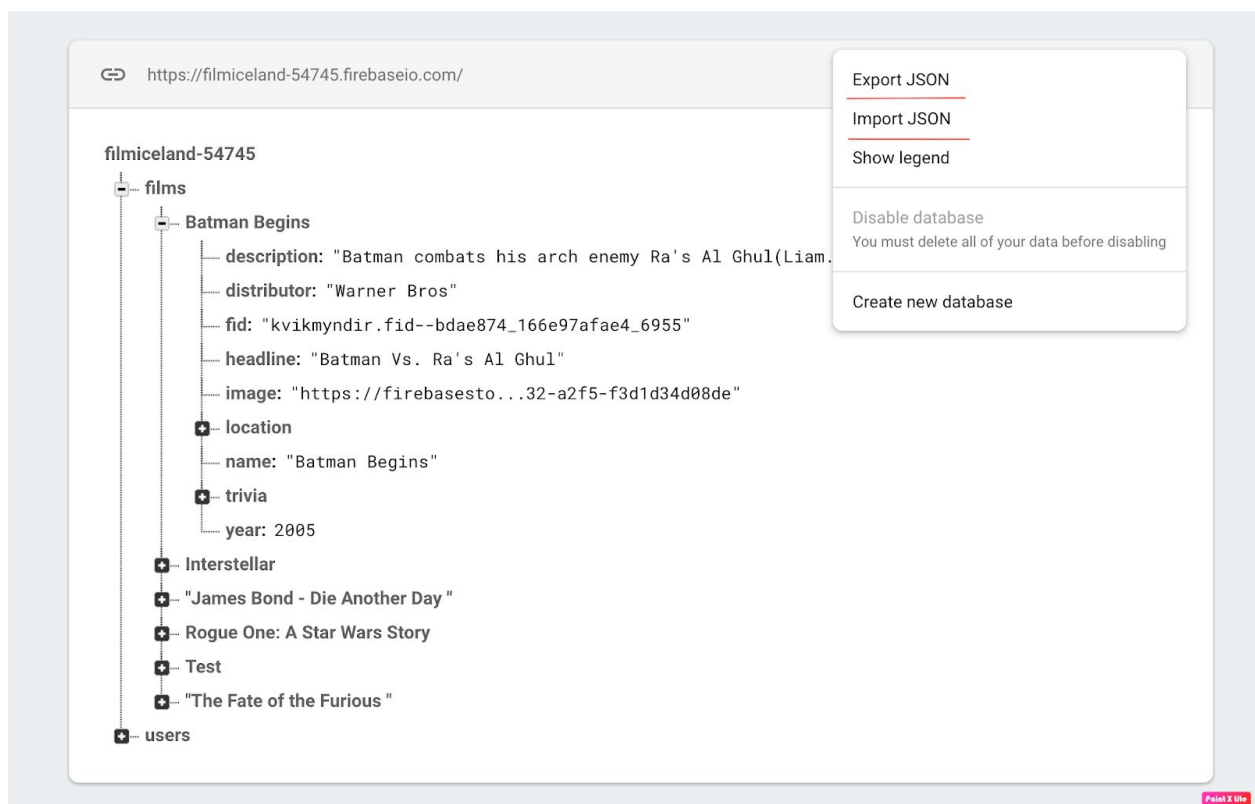 https://filmiceland-54745.firebaseio.com/
Export JSON
Import JSON
Show legend
Disable database
You must delete all of your data before disabling
Create new database
filmiceland-54745
films
Batman Begins
description: "Batman combats his arch enemy Ra's Al Ghul(Liam.
distributor: "Warner Bros"
fid: "kvikmyndir.fid--bdae874_166e97afae4_6955"
headline: "Batman Vs. Ra's Al Ghul"
image: "https://firebasesto...32-a2f5-f3d1d34d08de"
location
name: "Batman Begins"
trivia
year: 2005
Interstellar
"James Bond - Die Another Day "
Rogue One: A Star Wars Story
Test
"The Fate of the Furious "
users
Paint X Lite